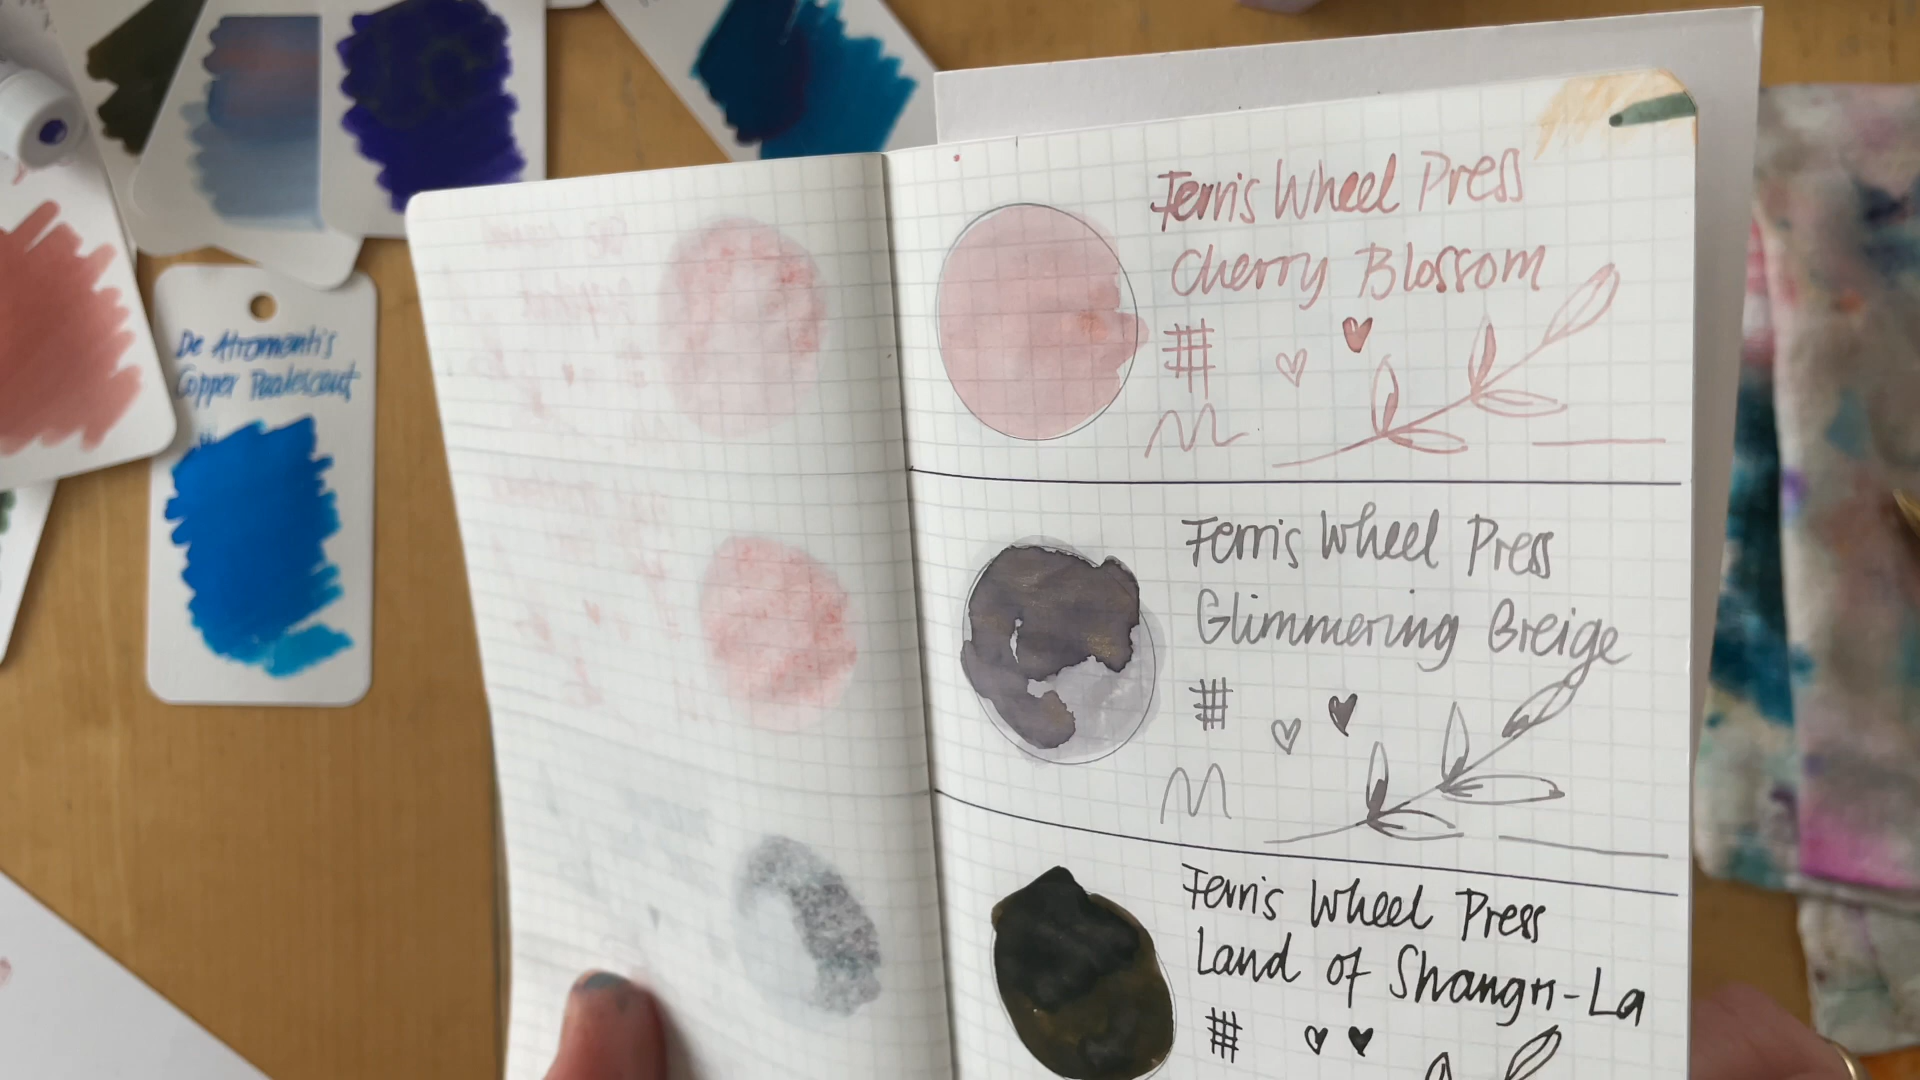 De Atramentis
Copper Pearlescent
Ferris Wheel Press
Cherry Blossom
Ferris Wheel Press
Glimmering Greige
Ferris Wheel Press
Land of Shangri-La